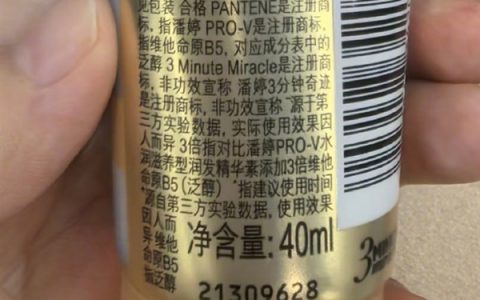 见包装 合格 PANTENE是注册商
标, 指潘婷 PRO-V是注册商标,
指维他命原B5, 对应成分表中的
泛醇 3 Minute Miracle是注册商
标, 非功效宣称 潘婷3分钟奇迹
是注册商标, 非功效宣称 *源于第
三方实验数据, 实际使用效果因
人而异 3倍指对比潘婷PRO-V水
润滋养型润发精华素添加3倍维他
命原B5 (泛醇) *指建议使用时间
*源自第三方实验数据, 使用效果
因人而
异 维他
命原B5
指泛醇
净含量: 40ml
3
21309628